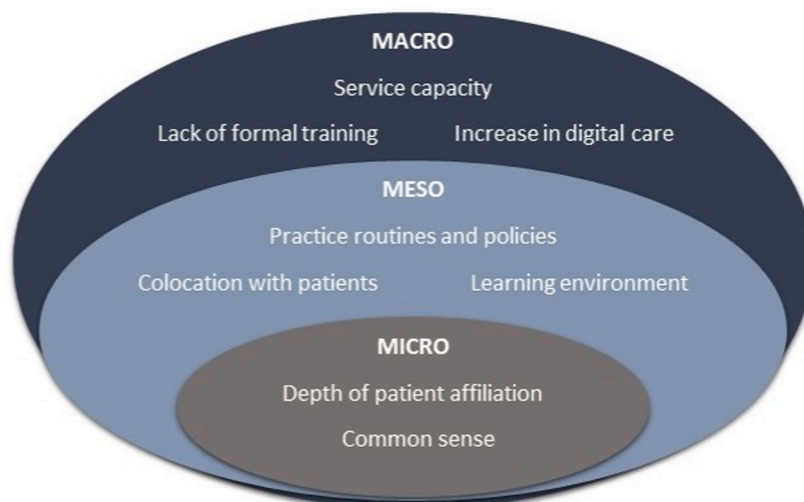 MACRO
Service capacity
Lack of formal training
Increase in digital care
MESO
Practice routines and policies
Colocation with patients
Learning environment
MICRO
Depth of patient affiliation
Common sense